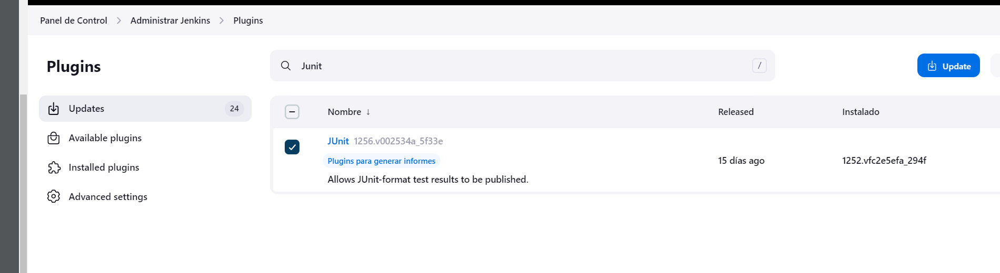 Panel de Control > Administrar Jenkins > Plugins
Plugins
Junit
/
Update
Updates
24
Available plugins
Installed plugins
Advanced settings
Nombre ↓
Released
Instalado
JUnit 1256.v002534a_5f33e
Plugins para generar informes
Allows JUnit-format test results to be published.
15 días ago
1252.vfc2e5efa_294f